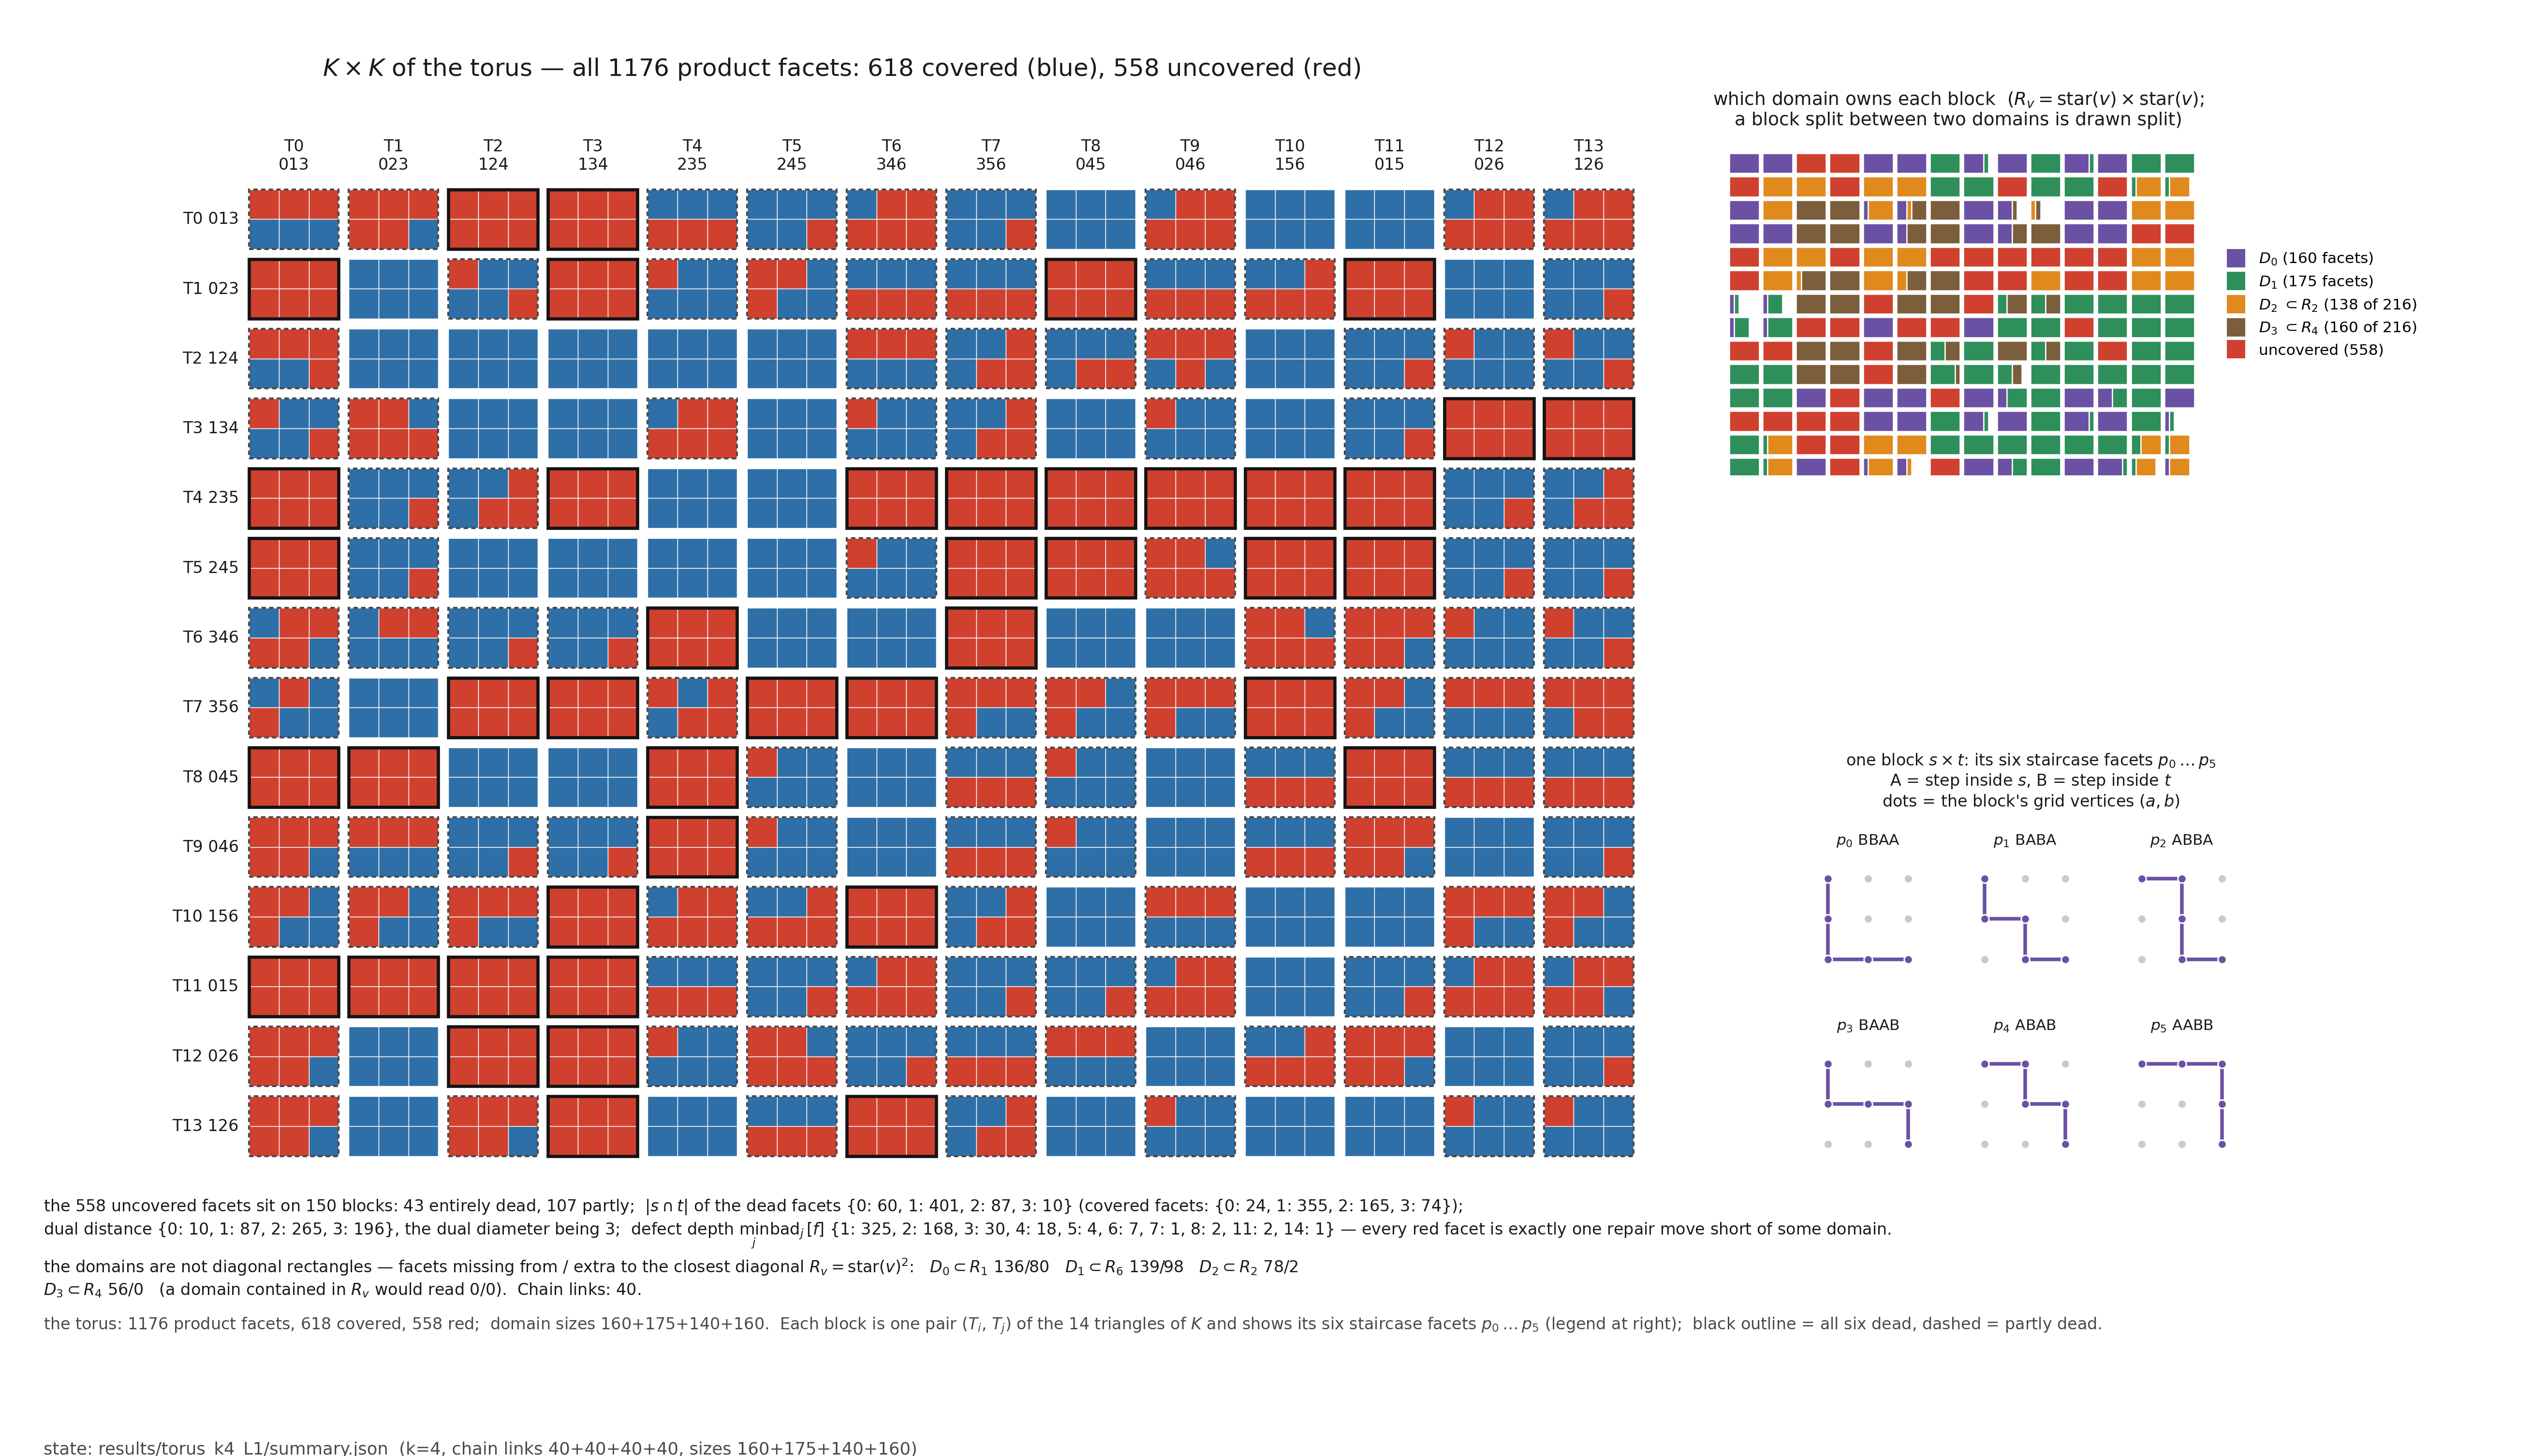 K × K of the torus — all 1176 product facets: 618 covered (blue), 558 uncovered (red)
T0 T1 T2 T3 T4 T5 T6 T7 T8 T9 T10 T11 T12 T13
013 023 124 134 235 245 346 356 045 046 156 015 026 126
T0 013
T1 023
T2 124
T3 134
T4 235
T5 245
T6 346
T7 356
T8 045
T9 046
T10 156
T11 015
T12 026
T13 126
which domain owns each block (R_v = star(v) × star(v);
a block split between two domains is drawn split)
D_0 (160 facets)
D_1 (175 facets)
D_2 ⊂ R_2 (138 of 216)
D_3 ⊂ R_4 (160 of 216)
uncovered (558)
one block s × t: its six staircase facets p_0 … p_5
A = step inside s, B = step inside t
dots = the block's grid vertices (a, b)
p_0 BBAA p_1 BABA p_2 ABBA
p_3 BAAB p_4 ABAB p_5 AABB
the 558 uncovered facets sit on 150 blocks: 43 entirely dead, 107 partly; |s ∩ t| of the dead facets {0: 60, 1: 401, 2: 87, 3: 10} (covered facets: {0: 24, 1: 355, 2: 165, 3: 74});
dual distance {0: 10, 1: 87, 2: 265, 3: 196}, the dual diameter being 3; defect depth min_j bad_j [f] {1: 325, 2: 168, 3: 30, 4: 18, 5: 4, 6: 7, 7: 1, 8: 2, 11: 2, 14: 1} — every red facet is exactly one repair move short of some domain.
the domains are not diagonal rectangles — facets missing from / extra to the closest diagonal R_v = star(v)²: D_0 ⊂ R_1 136/80 D_1 ⊂ R_6 139/98 D_2 ⊂ R_2 78/2
D_3 ⊂ R_4 56/0 (a domain contained in R_v would read 0/0). Chain links: 40.
the torus: 1176 product facets, 618 covered, 558 red; domain sizes 160+175+140+160. Each block is one pair (T_i, T_j) of the 14 triangles of K and shows its six staircase facets p_0 … p_5 (legend at right); black outline = all six dead, dashed = partly dead.
state: results/torus_k4_L1/summary.json (k=4, chain links 40+40+40+40, sizes 160+175+140+160)